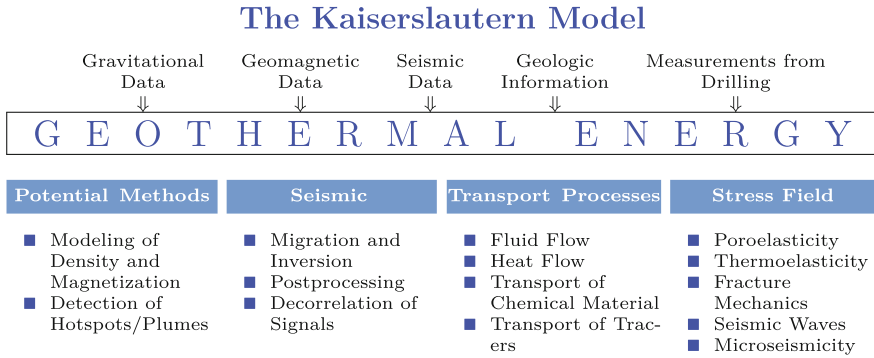 The Kaiserslautern Model
Gravitational Data
Geomagnetic Data
Seismic Data
Geologic Information
Measurements from Drilling
⇓ ⇓ ⇓ ⇓ ⇓
G E O T H E R M A L E N E R G Y
Potential Methods
■ Modeling of
Density and
Magnetization
■ Detection of
Hotspots/Plumes
Seismic
■ Migration and
Inversion
■ Postprocessing
■ Decorrelation of
Signals
Transport Processes
■ Fluid Flow
■ Heat Flow
■ Transport of
Chemical Material
■ Transport of Trac-
ers
Stress Field
■ Poroelasticity
■ Thermoelasticity
■ Fracture
Mechanics
■ Seismic Waves
■ Microseismicity